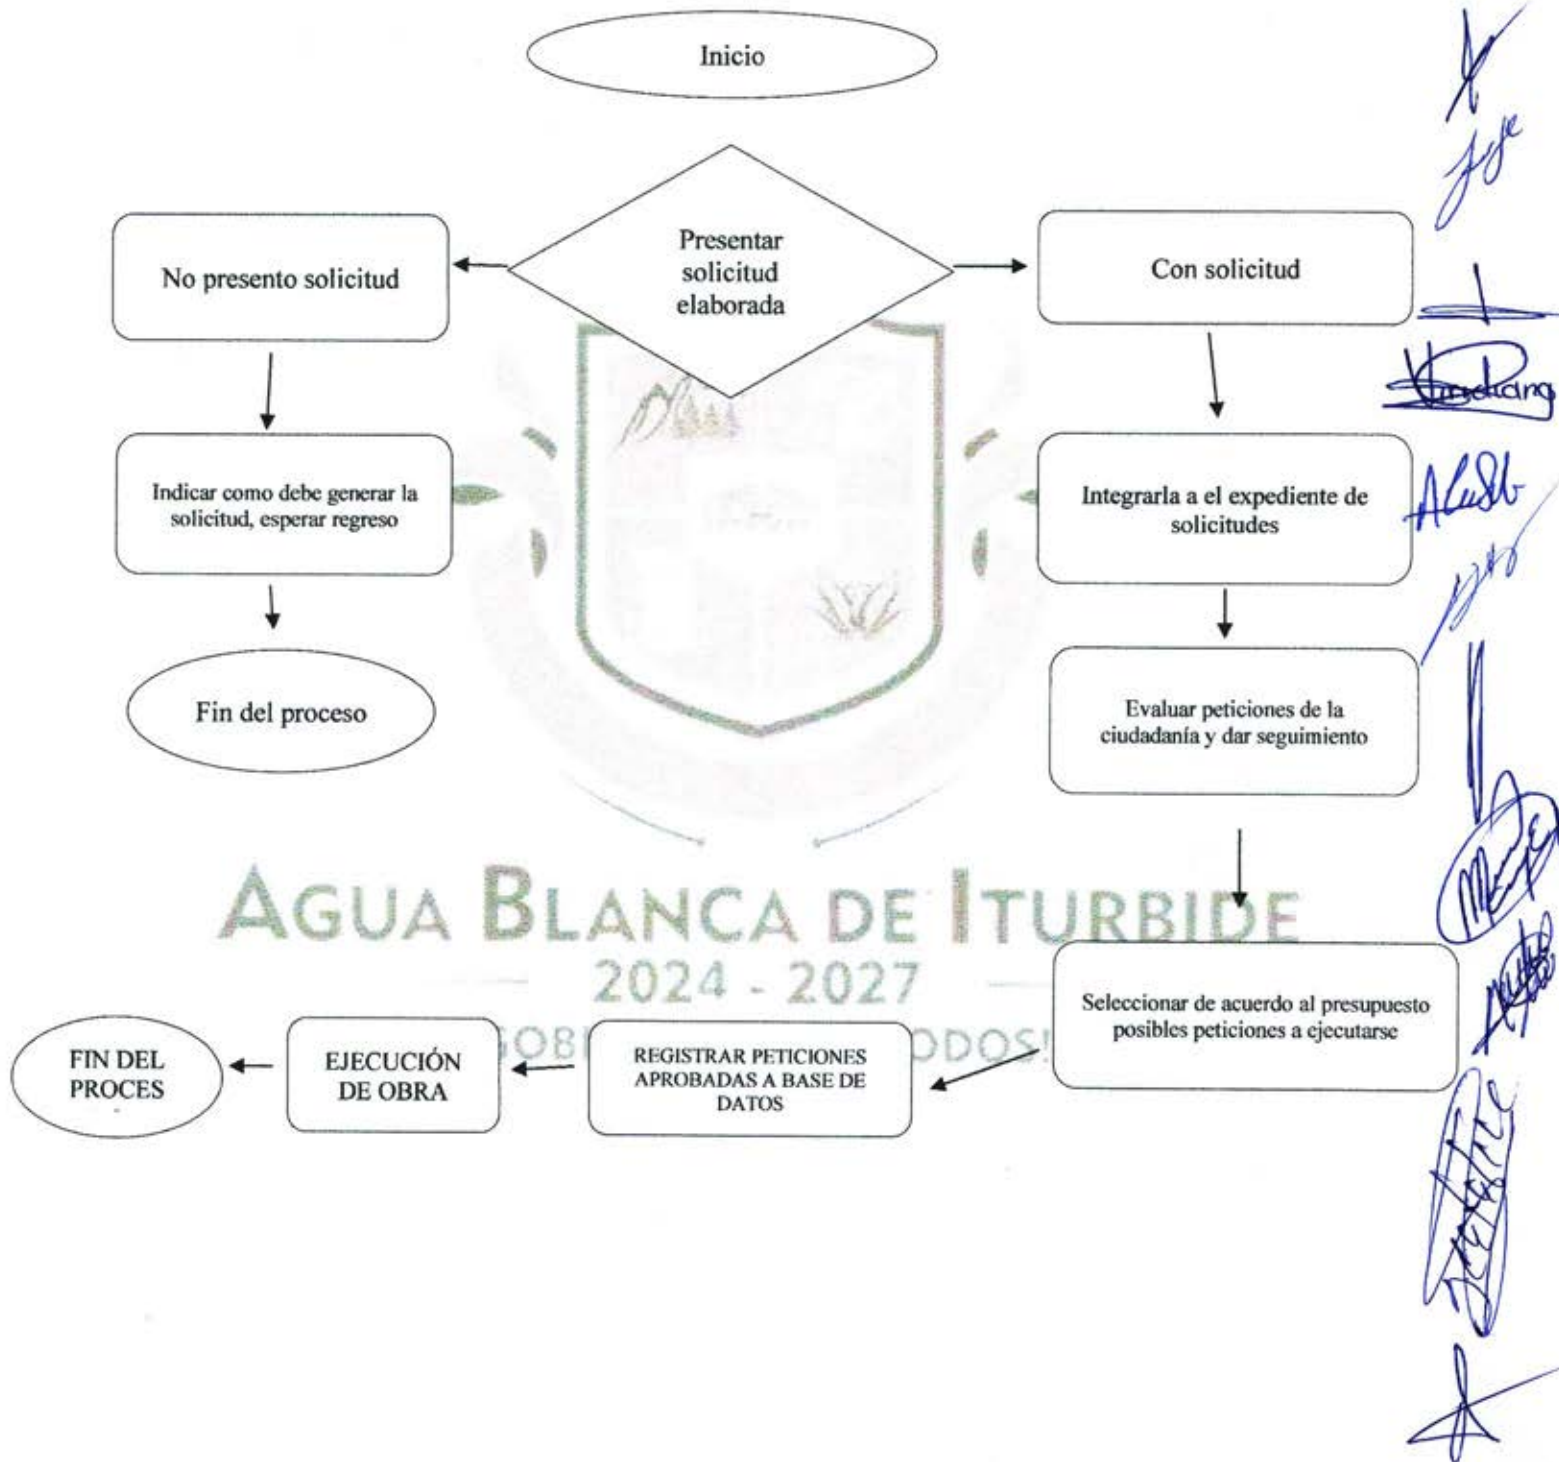 Inicio
Presentar
solicitud
elaborada
No presento solicitud
Con solicitud
Indicar como debe generar la
solicitud, esperar regreso
Integrarla a el expediente de
solicitudes
Fin del proceso
Evaluar peticiones de la
ciudadanía y dar seguimiento
AGUA BLANCA DE ITURBIDE
2024 - 2027
Seleccionar de acuerdo al presupuesto
posibles peticiones a ejecutarse
REGISTRAR PETICIONES
APROBADAS A BASE DE
DATOS
EJECUCIÓN
DE OBRA
FIN DEL
PROCES